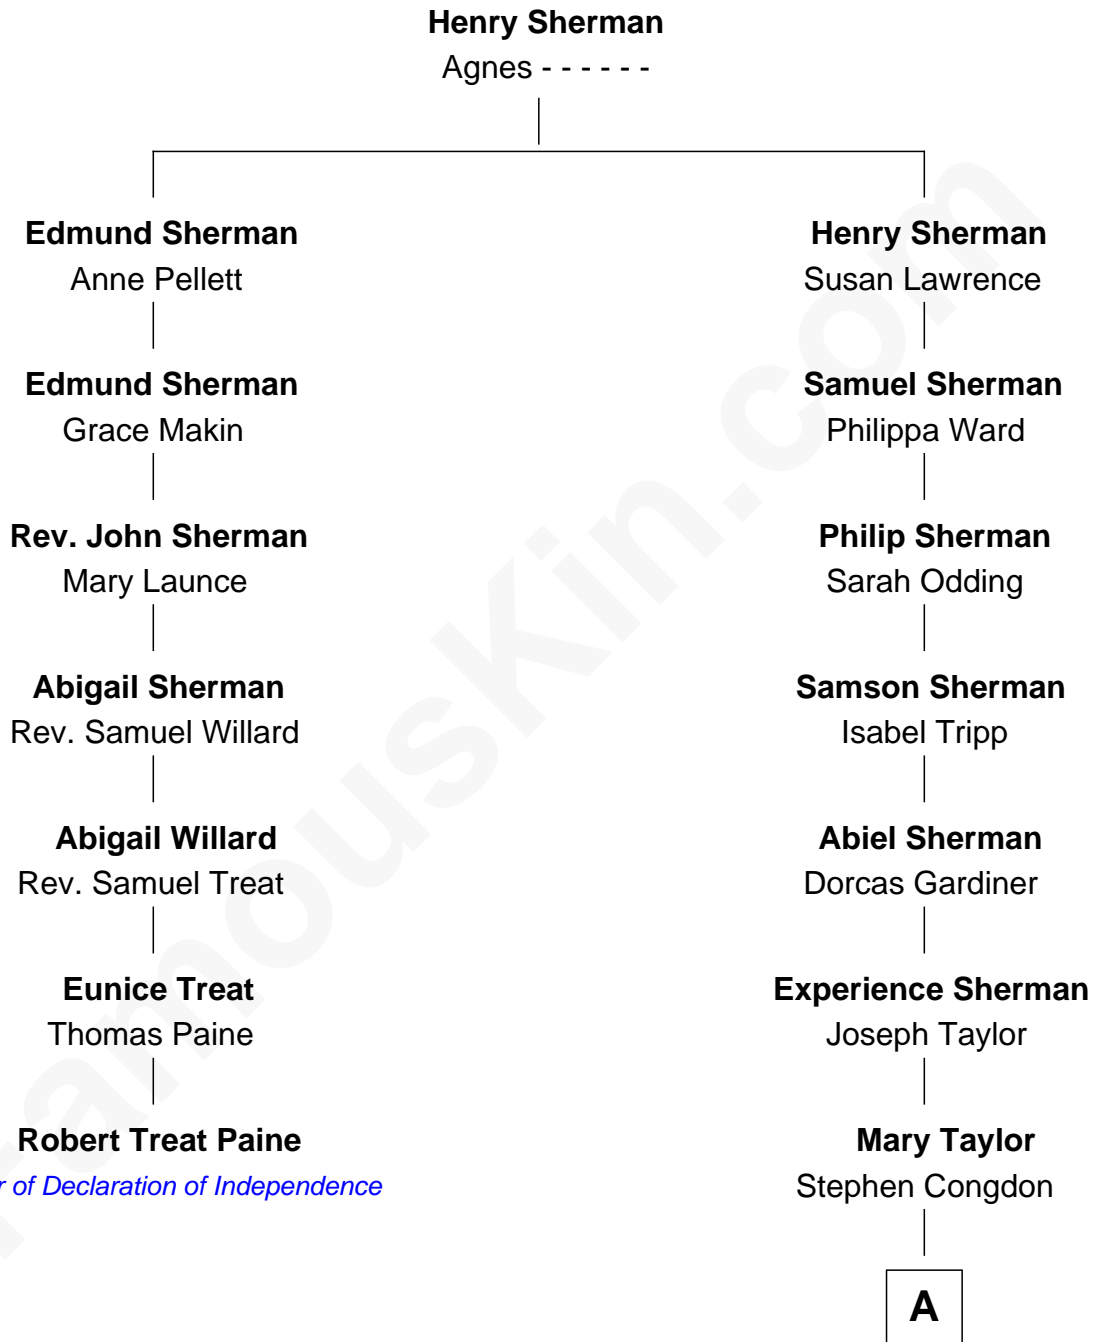 Henry Sherman
Agnes - - - - - -
Edmund Sherman
Anne Pellett
Henry Sherman
Susan Lawrence
Edmund Sherman
Grace Makin
Samuel Sherman
Philippa Ward
Rev. John Sherman
Mary Launce
Philip Sherman
Sarah Odding
Abigail Sherman
Rev. Samuel Willard
Samson Sherman
Isabel Tripp
Abigail Willard
Rev. Samuel Treat
Abiel Sherman
Dorcas Gardiner
Eunice Treat
Thomas Paine
Experience Sherman
Joseph Taylor
Robert Treat Paine
r of Declaration of Independence
Mary Taylor
Stephen Congdon
A
FamousKin.com